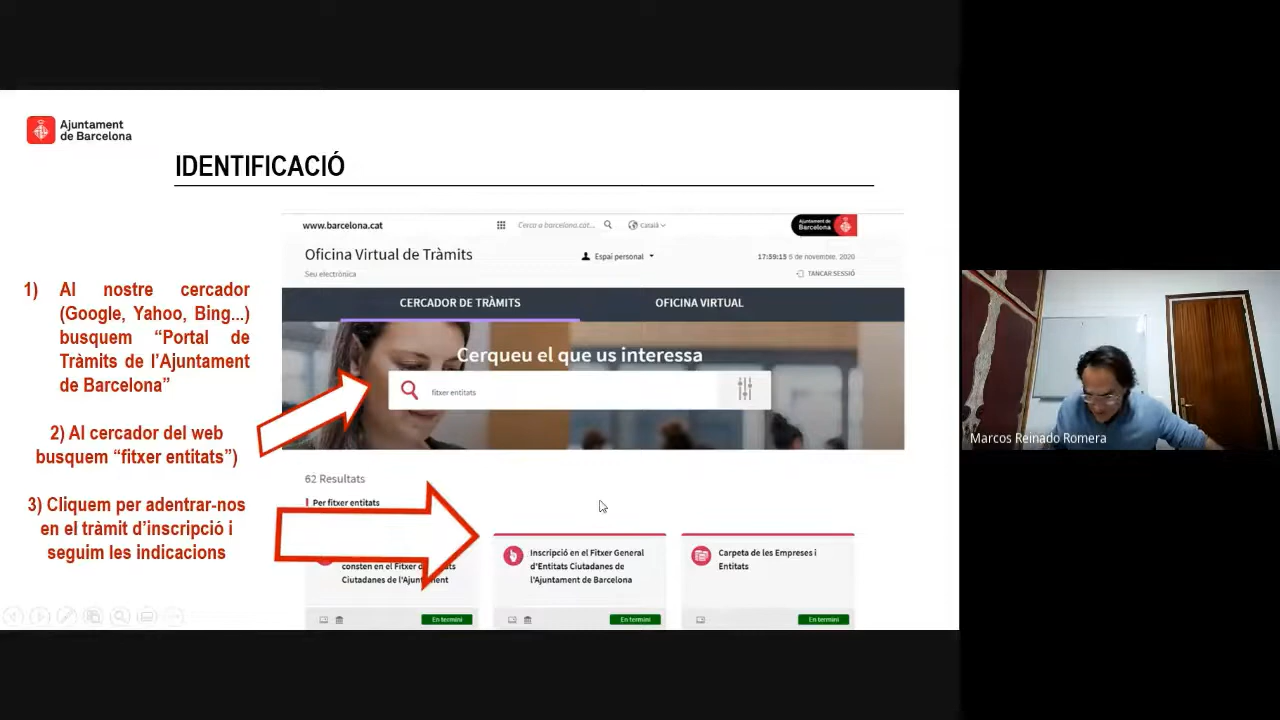 Ajuntament
de Barcelona
IDENTIFICACIÓ
1) Al nostre cercador
(Google, Yahoo, Bing...)
busquem “Portal de
Tràmits de l’Ajuntament
de Barcelona”
2) Al cercador del web
busquem “fitxer entitats”)
3) Cliquem per adentrar-nos
en el tràmit d’inscripció i
seguim les indicacions
www.barcelona.cat
Cerca a barcelona.cat...
Català
Ajuntament de
Barcelona
Oficina Virtual de Tràmits
Seu electrònica
Espai personal
17:59:15 5 de novembre, 2020
TANCAR SESSIÓ
CERCADOR DE TRÀMITS
OFICINA VIRTUAL
Cerqueu el que us interessa
fitxer entitats
62 Resultats
Per fitxer entitats
consten en el Fitxer
Ciutadanes de
Inscripció en el Fitxer General
d’Entitats Ciutadanes de
l’Ajuntament de Barcelona
Carpeta de les Empreses i
Entitats
En termini
En termini
En termini
Marcos Reinado Romera